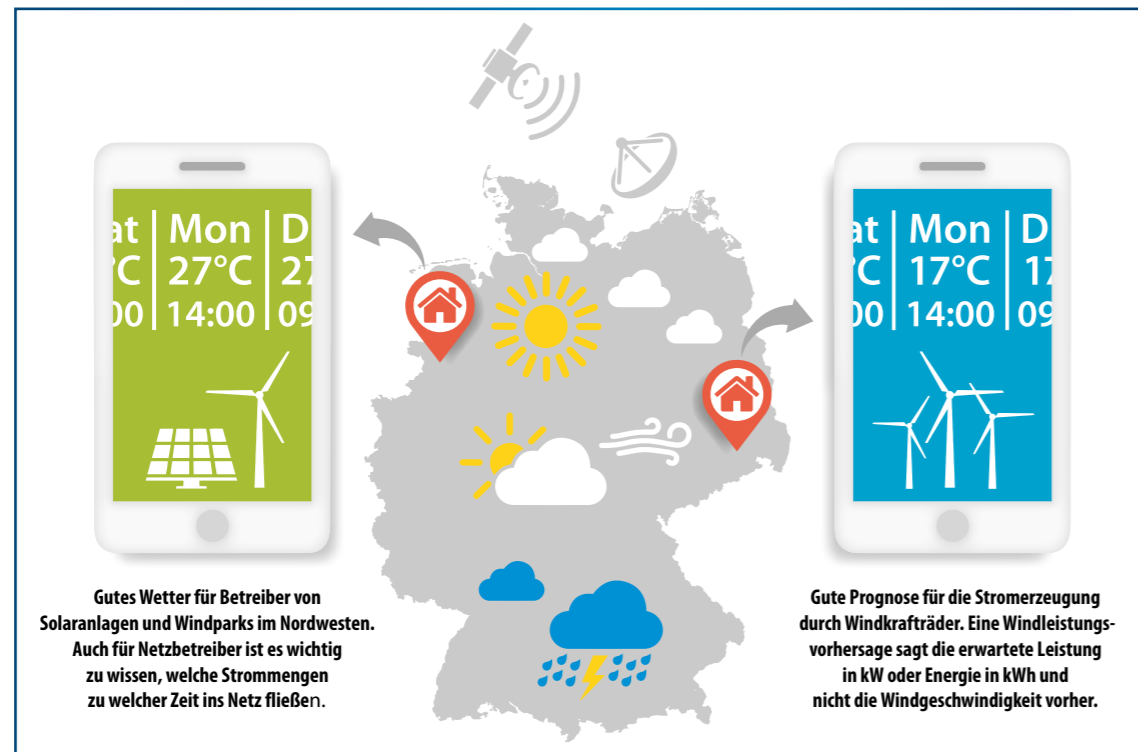 at | Mon | D
°C | 27°C | 27
00 | 14:00 | 09
Gutes Wetter für Betreiber von
Solaranlagen und Windparks im Nordwesten.
Auch für Netzbetreiber ist es wichtig
zu wissen, welche Strommengen
zu welcher Zeit ins Netz fließen.
at | Mon | D
°C | 17°C | 17
00 | 14:00 | 09
Gute Prognose für die Stromerzeugung
durch Windkrafträder. Eine Windleistungs-
vorhersage sagt die erwartete Leistung
in kW oder Energie in kWh und
nicht die Windgeschwindigkeit vorher.